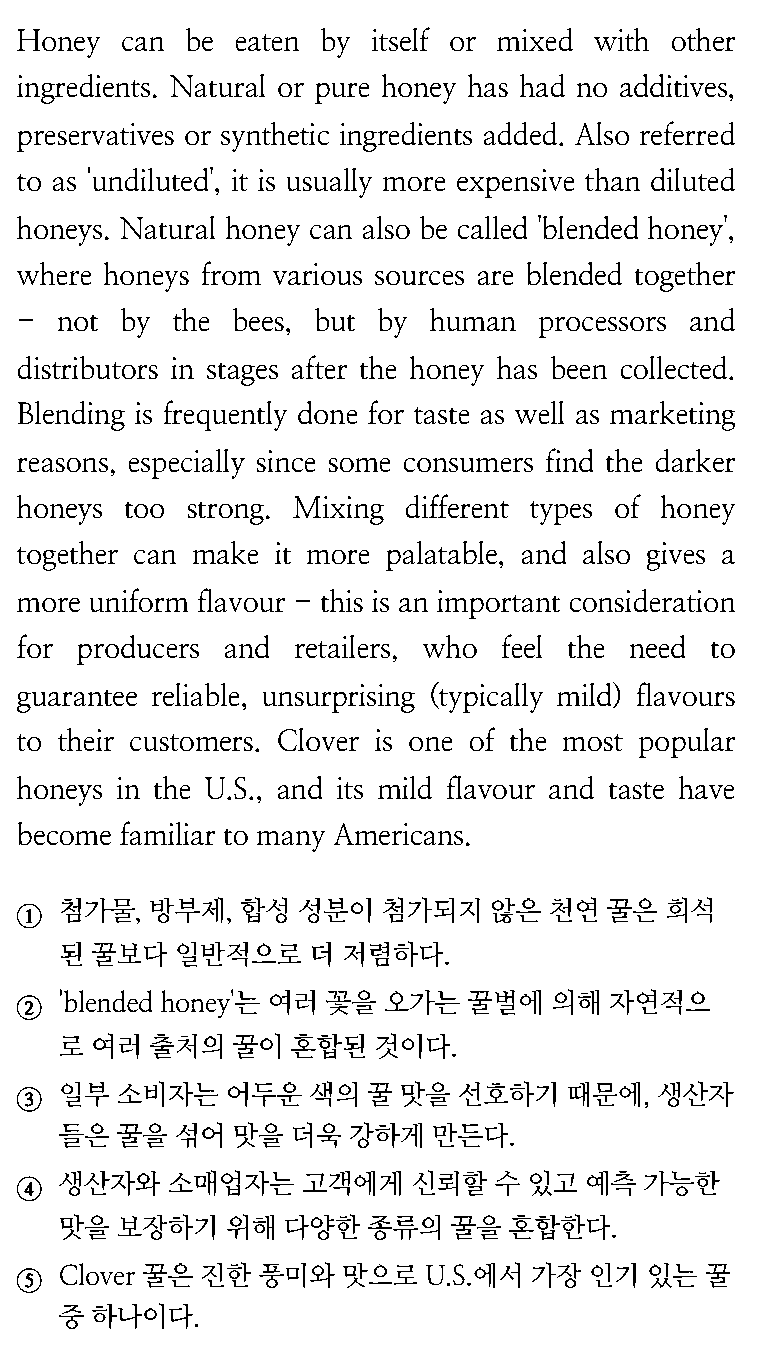 Honey can be eaten by itself or mixed with other
ingredients. Natural or pure honey has had no additives,
preservatives or synthetic ingredients added. Also referred
to as 'undiluted', it is usually more expensive than diluted
honeys. Natural honey can also be called 'blended honey',
where honeys from various sources are blended together
– not by the bees, but by human processors and
distributors in stages after the honey has been collected.
Blending is frequently done for taste as well as marketing
reasons, especially since some consumers find the darker
honeys too strong. Mixing different types of honey
together can make it more palatable, and also gives a
more uniform flavour – this is an important consideration
for producers and retailers, who feel the need to
guarantee reliable, unsurprising (typically mild) flavours
to their customers. Clover is one of the most popular
honeys in the U.S., and its mild flavour and taste have
become familiar to many Americans.
① 첨가물, 방부제, 합성 성분이 첨가되지 않은 천연 꿀은 희석
된 꿀보다 일반적으로 더 저렴하다.
② 'blended honey'는 여러 꽃을 오가는 꿀벌에 의해 자연적으
로 여러 출처의 꿀이 혼합된 것이다.
③ 일부 소비자는 어두운 색의 꿀 맛을 선호하기 때문에, 생산자
들은 꿀을 섞어 맛을 더욱 강하게 만든다.
④ 생산자와 소매업자는 고객에게 신뢰할 수 있고 예측 가능한
맛을 보장하기 위해 다양한 종류의 꿀을 혼합한다.
⑤ Clover 꿀은 진한 풍미와 맛으로 U.S.에서 가장 인기 있는 꿀
중 하나이다.